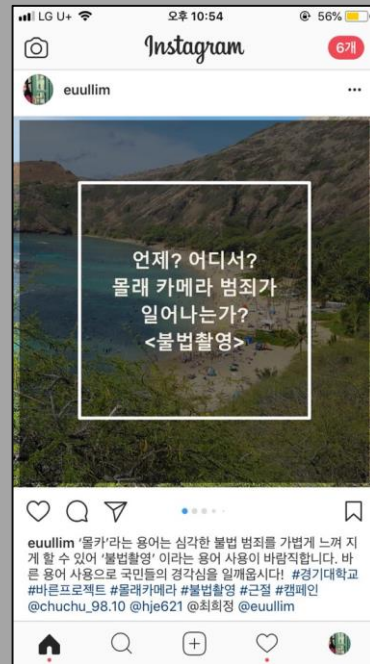 LG U+ 오후 10:54 56%
Instagram 6개
euullim
언제? 어디서?
몰래 카메라 범죄가
일어나는가?
<불법촬영>
euullim ‘몰카’라는 용어는 심각한 불법 범죄를 가볍게 느껴 지
게 할 수 있어 ‘불법촬영’ 이라는 용어 사용이 바람직합니다. 바
른 용어 사용으로 국민들의 경각심을 일깨웁시다! #경기대학교
#바른프로젝트 #몰래카메라 #불법촬영 #근절 #캠페인
@chuchu_98.10 @hje621 @최희정 @euullim